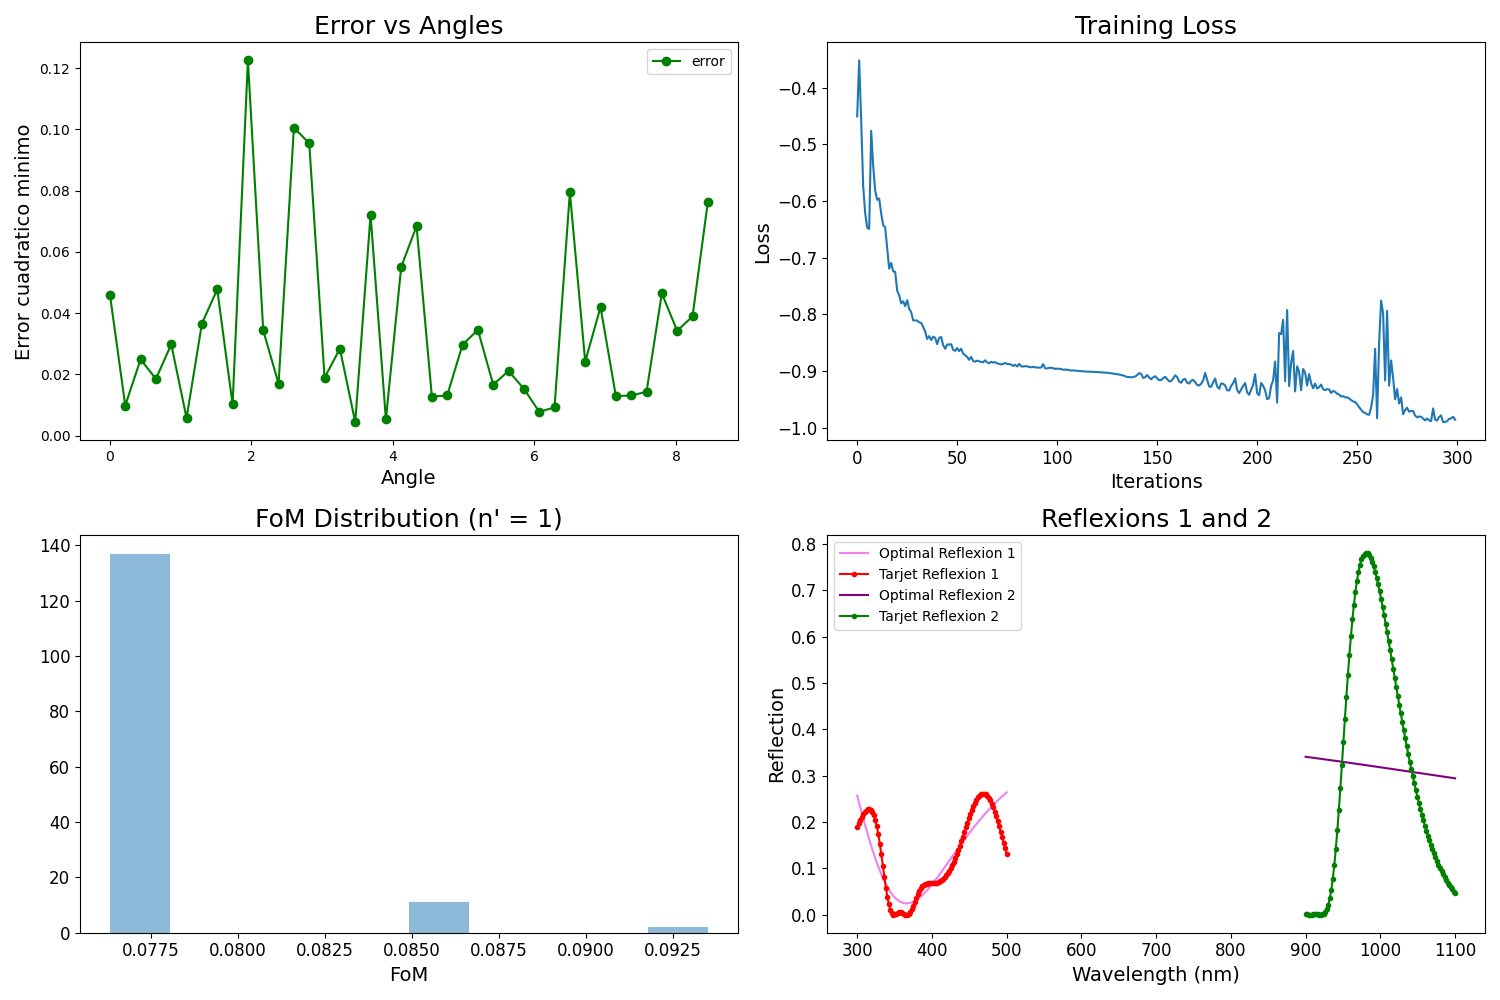 Error vs Angles
error
Error cuadratico minimo
0.12
0.10
0.08
0.06
0.04
0.02
0.00
0 2 4 6 8
Angle
Training Loss
Loss
−0.4
−0.5
−0.6
−0.7
−0.8
−0.9
−1.0
0 50 100 150 200 250 300
Iterations
FoM Distribution (n' = 1)
140
120
100
80
60
40
20
0
0.0775 0.0800 0.0825 0.0850 0.0875 0.0900 0.0925
FoM
Reflexions 1 and 2
Optimal Reflexion 1
Tarjet Reflexion 1
Optimal Reflexion 2
Tarjet Reflexion 2
Reflection
0.8
0.7
0.6
0.5
0.4
0.3
0.2
0.1
0.0
300 400 500 600 700 800 900 1000 1100
Wavelength (nm)